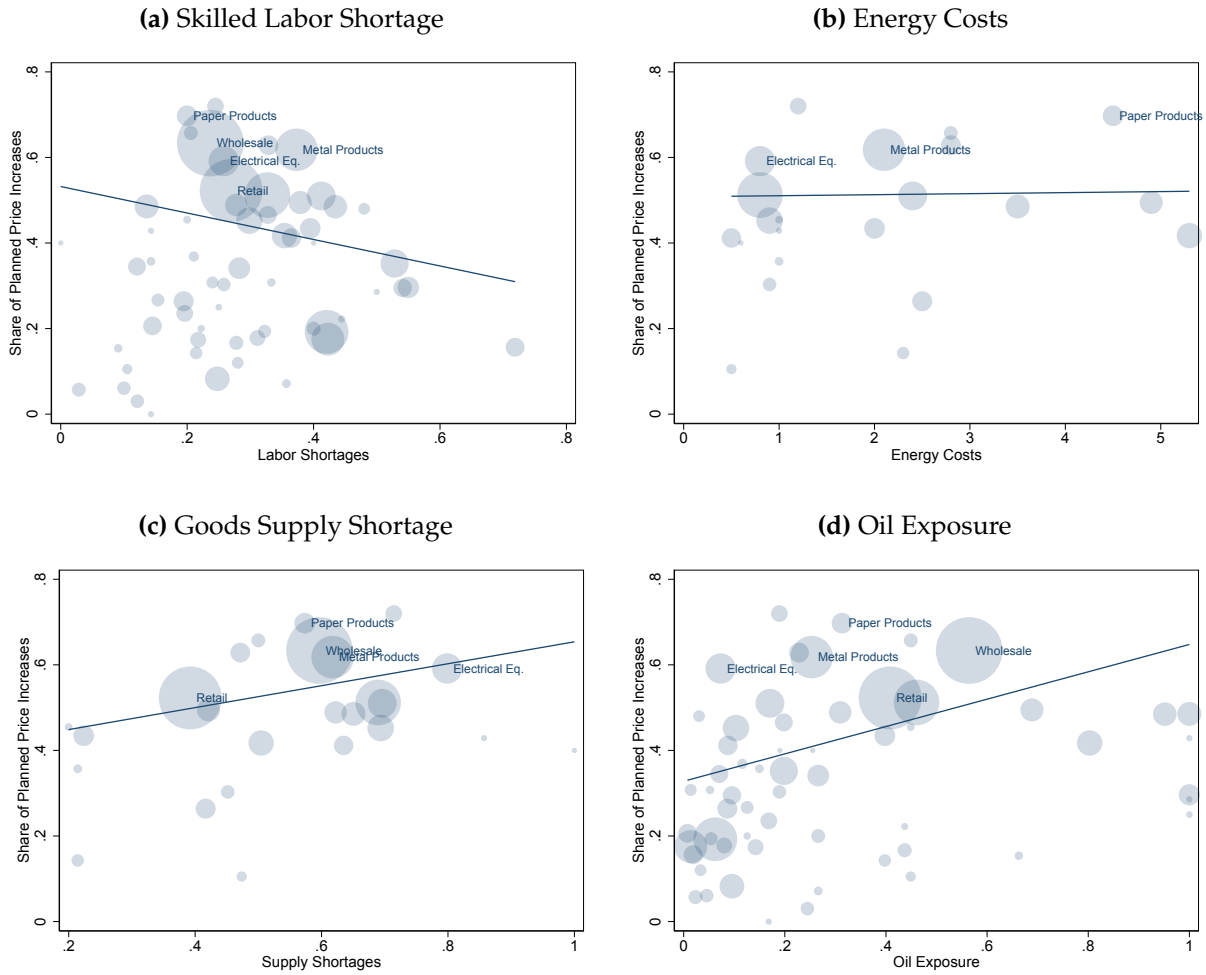 (a) Skilled Labor Shortage
Share of Planned Price Increases
.8
.6
.4
.2
0
Paper Products
Wholesale
Metal Products
Electrical Eq.
Retail
0 .2 .4 .6 .8
Labor Shortages
(b) Energy Costs
Share of Planned Price Increases
.8
.6
.4
.2
0
Paper Products
Metal Products
Electrical Eq.
0 1 2 3 4 5
Energy Costs
(c) Goods Supply Shortage
Share of Planned Price Increases
.8
.6
.4
.2
0
Paper Products
Wholesale
Metal Products
Electrical Eq.
Retail
.2 .4 .6 .8 1
Supply Shortages
(d) Oil Exposure
Share of Planned Price Increases
.8
.6
.4
.2
0
Paper Products
Wholesale
Metal Products
Electrical Eq.
Retail
0 .2 .4 .6 .8 1
Oil Exposure